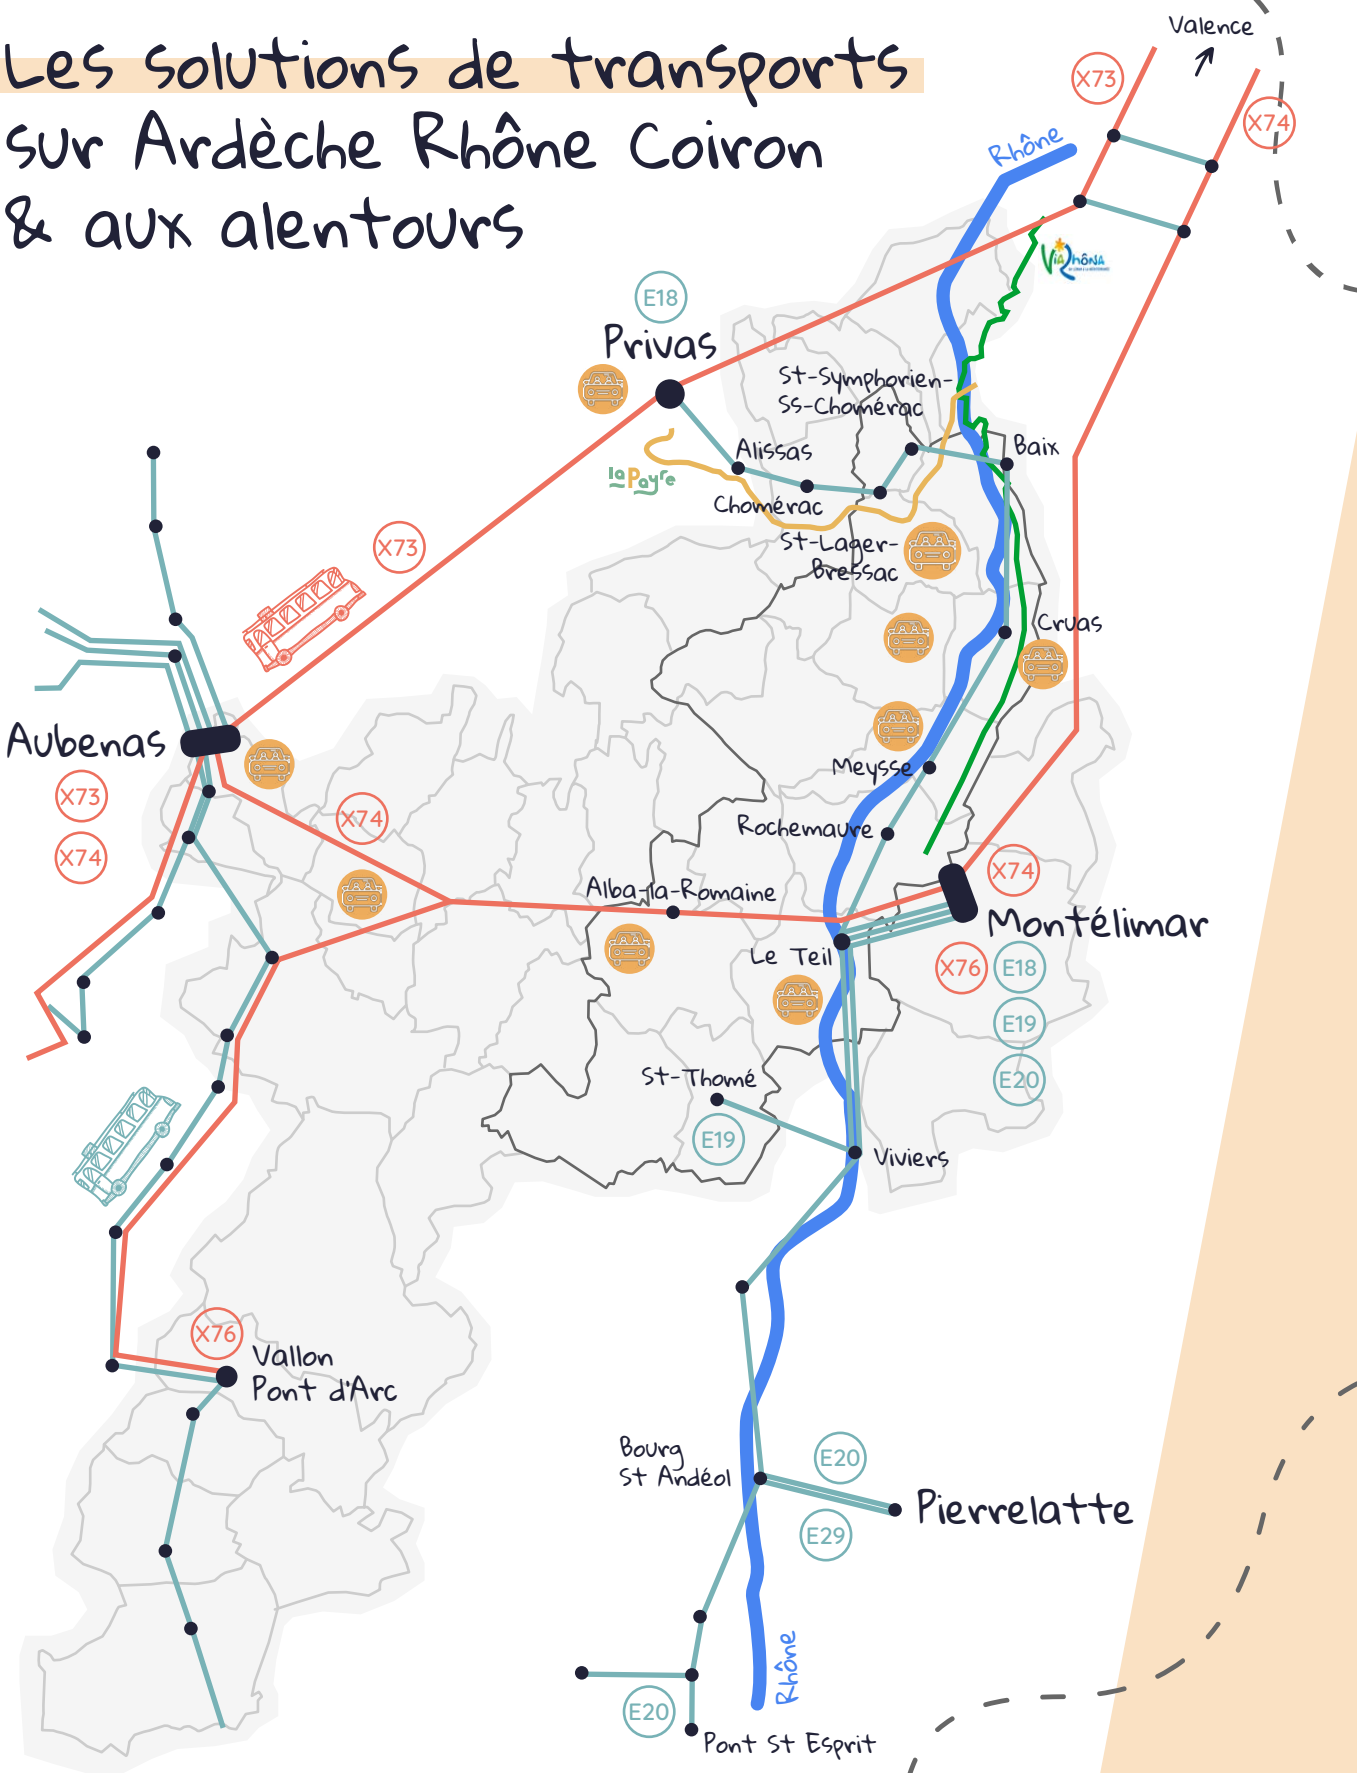 Les solutions de transports
sur Ardèche Rhône Coiron
& aux alentours
Valence
X73
X74
Rhône
ViaRhôna
E18
Privas
St-Symphorien-
SS-Chomérac
Alissas
Baix
la Payre
Chomérac
St-Lager-
Bressac
X73
Cruas
Aubenas
X73
X74
X74
Meysse
Rochemaure
Alba-la-Romaine
X74
Montélimar
Le Teil
X76
E18
E19
E20
St-Thomé
E19
Viviers
X76
Vallon
Pont d'Arc
Bourg
St Andéol
E20
Pierrelatte
E29
Rhône
E20
Pont St Esprit